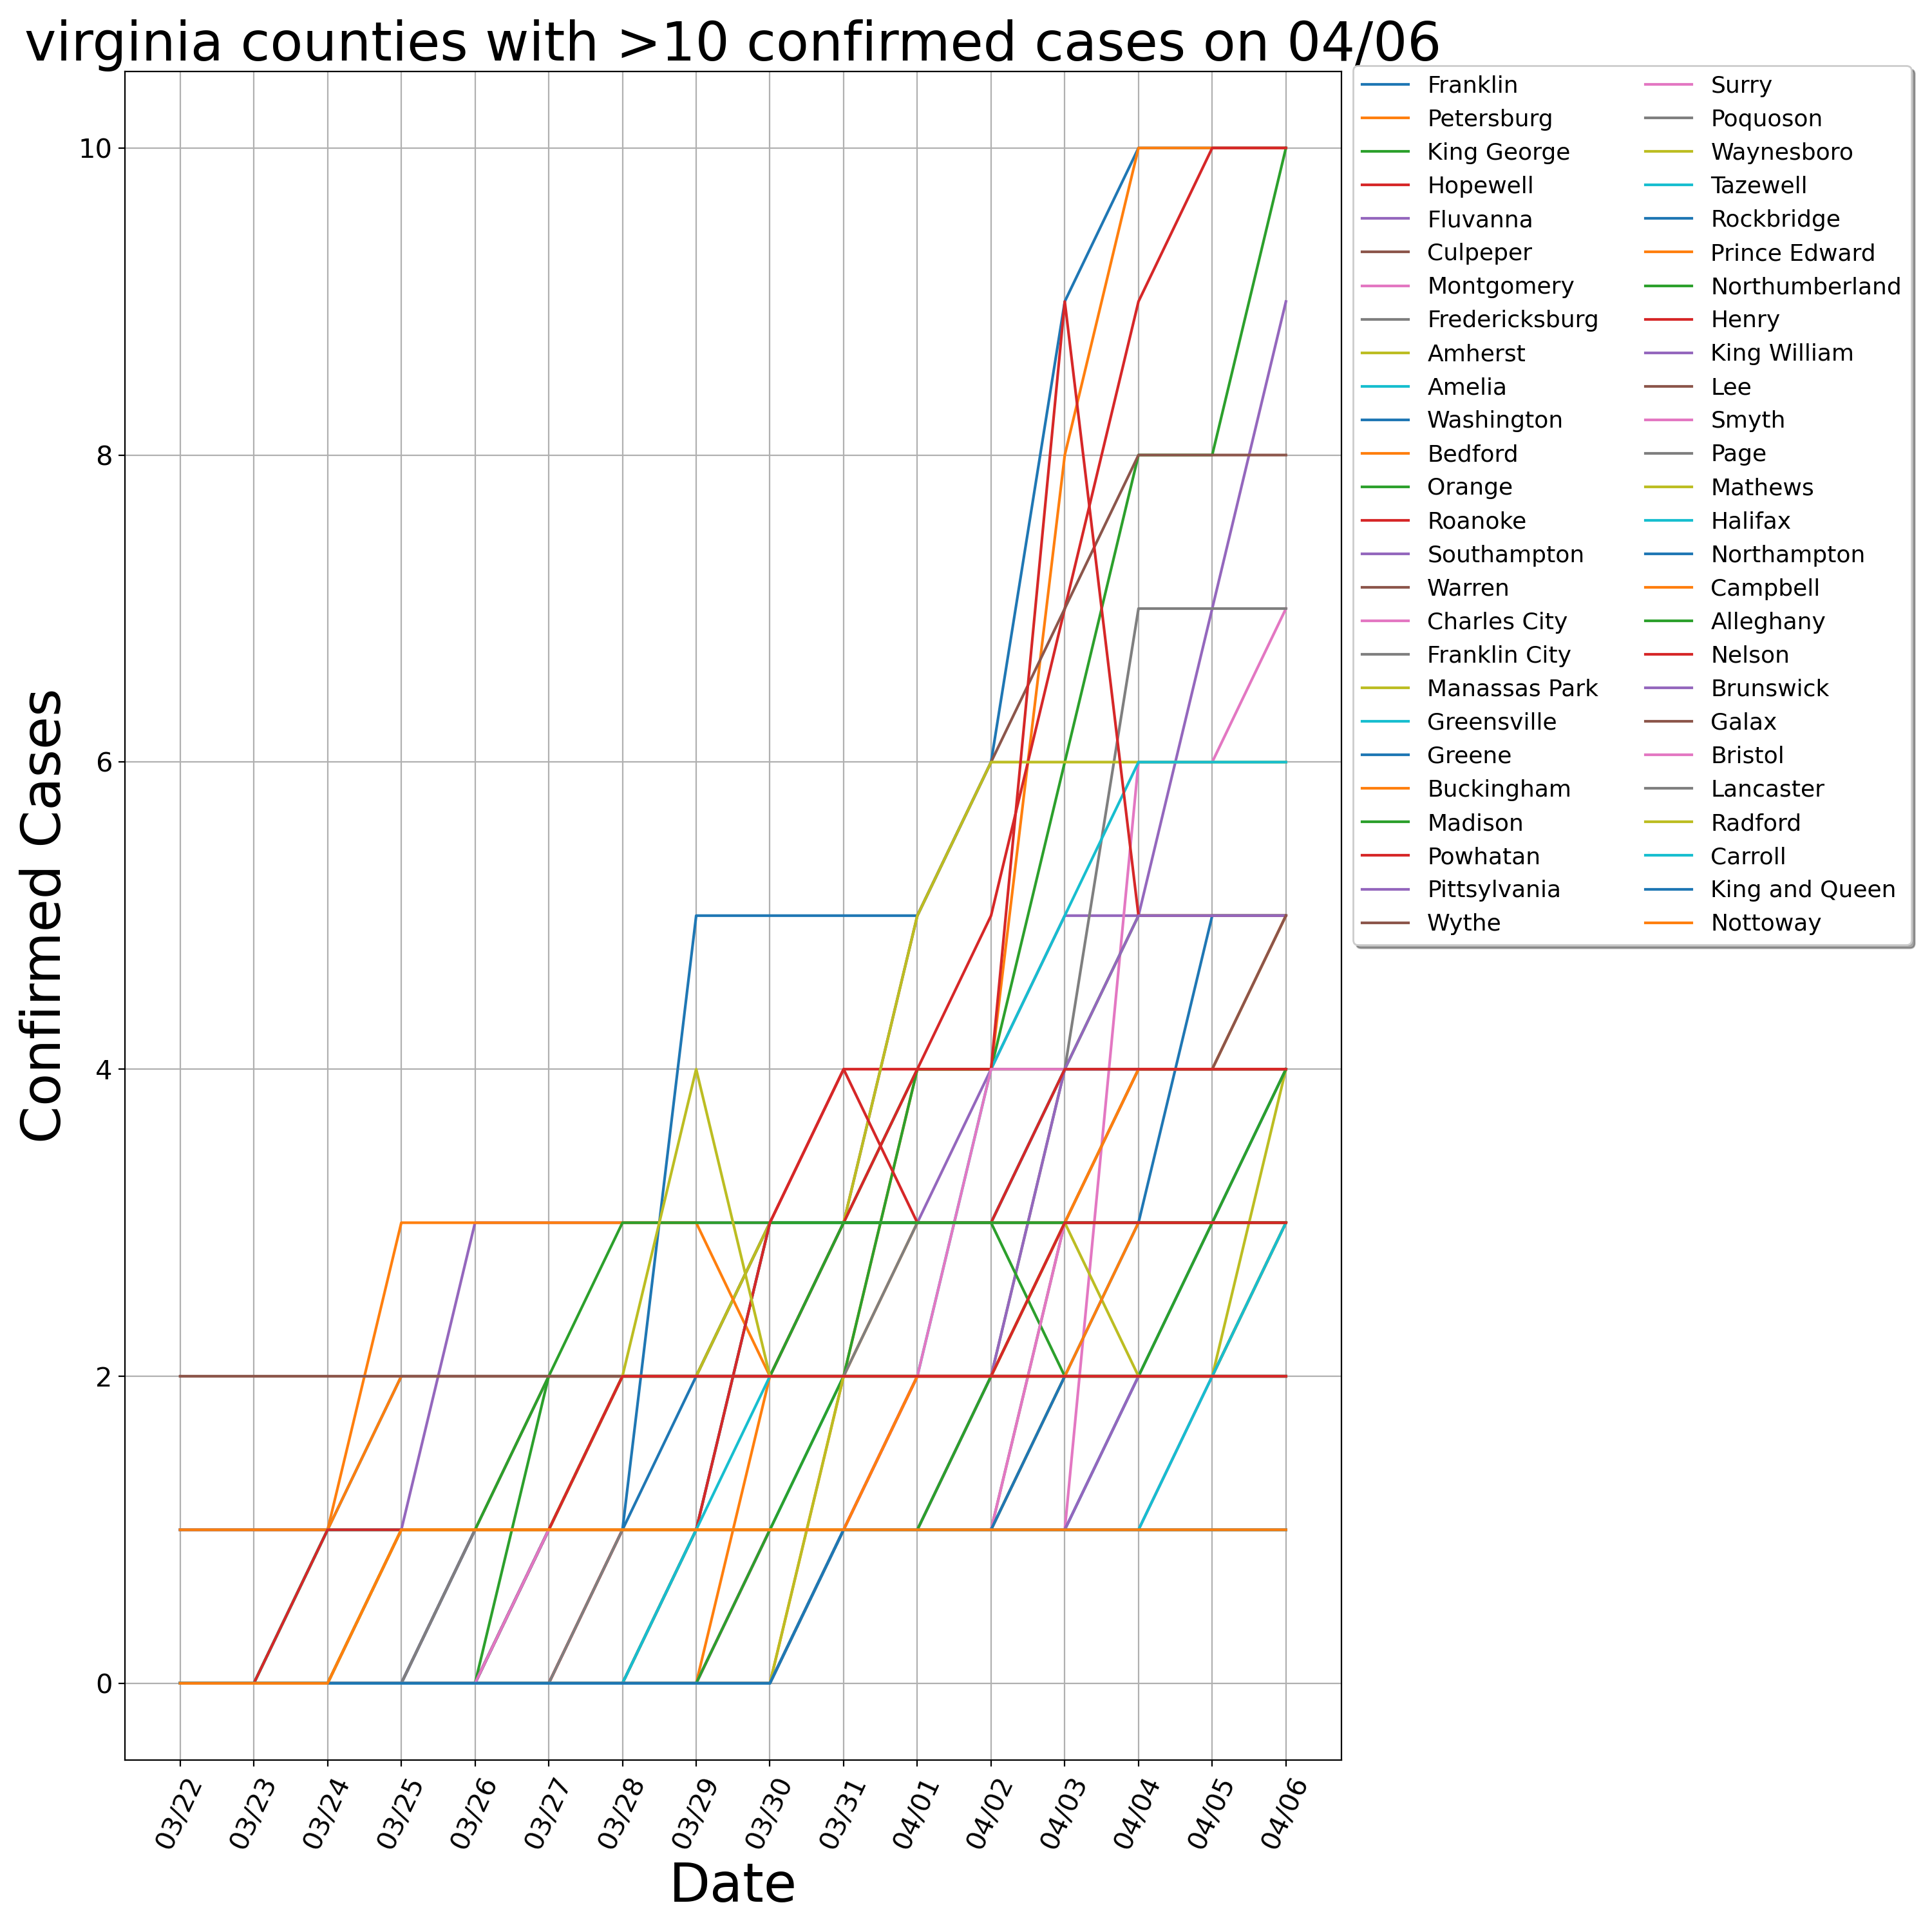 virginia counties with >10 confirmed cases on 04/06
Confirmed Cases
10
8
6
4
2
0
03/22
03/23
03/24
03/25
03/26
03/27
03/28
03/29
03/30
03/31
04/01
04/02
04/03
04/04
04/05
04/06
Date
Franklin
Petersburg
King George
Hopewell
Fluvanna
Culpeper
Montgomery
Fredericksburg
Amherst
Amelia
Washington
Bedford
Orange
Roanoke
Southampton
Warren
Charles City
Franklin City
Manassas Park
Greensville
Greene
Buckingham
Madison
Powhatan
Pittsylvania
Wythe
Surry
Poquoson
Waynesboro
Tazewell
Rockbridge
Prince Edward
Northumberland
Henry
King William
Lee
Smyth
Page
Mathews
Halifax
Northampton
Campbell
Alleghany
Nelson
Brunswick
Galax
Bristol
Lancaster
Radford
Carroll
King and Queen
Nottoway